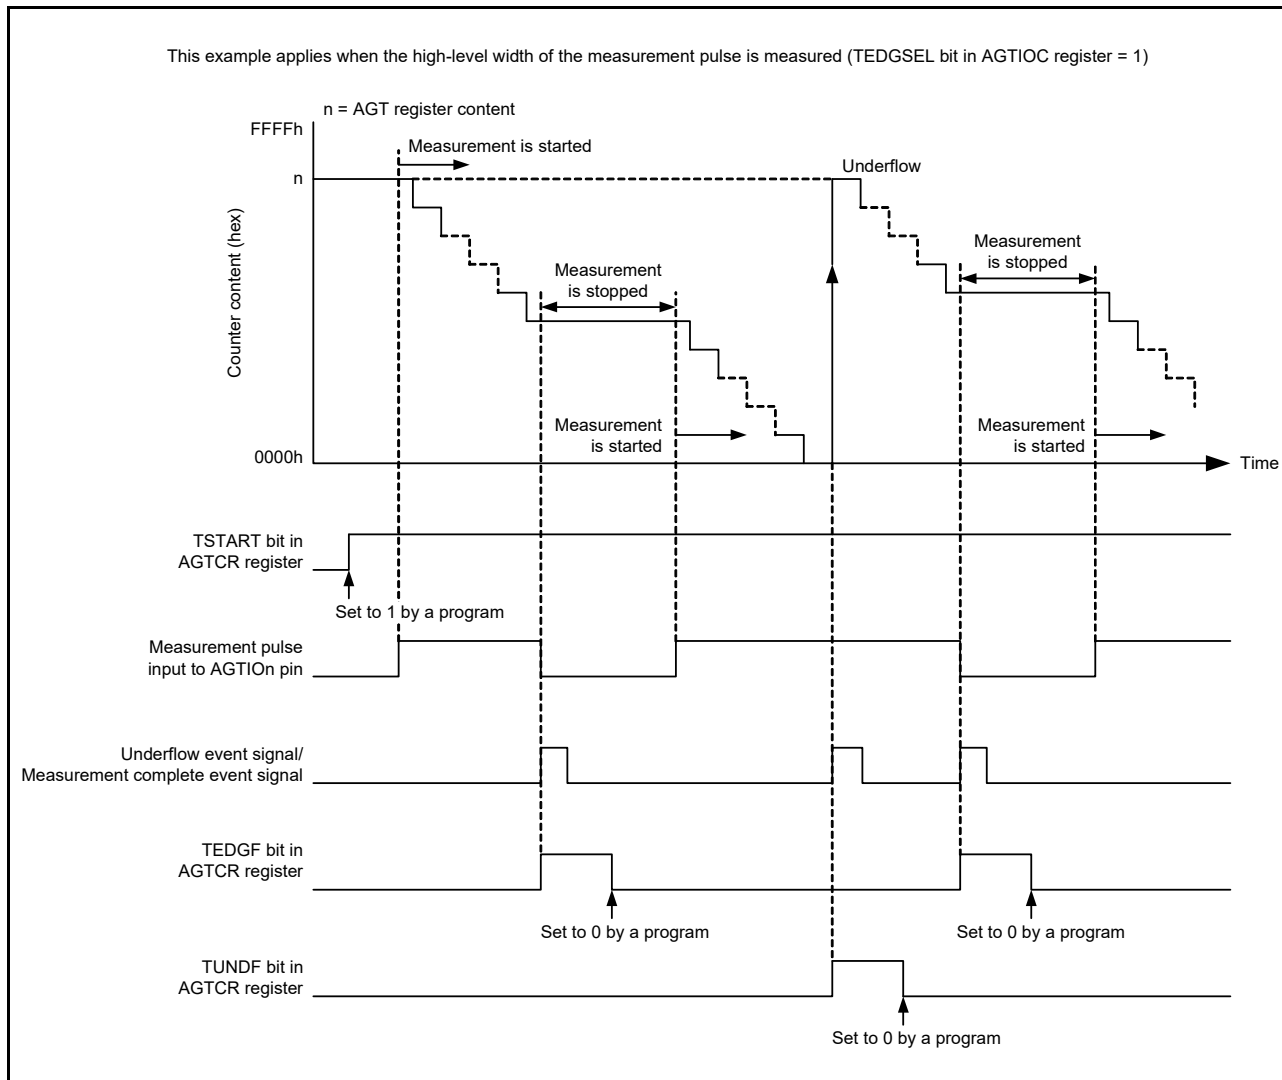 This example applies when the high-level width of the measurement pulse is measured (TEDGSEL bit in AGTIOC register = 1)
n = AGT register content
FFFFh
Measurement is started
n
Underflow
Counter content (hex)
Measurement
is stopped
Measurement
is stopped
Measurement
is started
Measurement
is started
0000h
Time
TSTART bit in
AGTCR register
Set to 1 by a program
Measurement pulse
input to AGTIOn pin
Underflow event signal/
Measurement complete event signal
TEDGF bit in
AGTCR register
Set to 0 by a program
Set to 0 by a program
TUNDF bit in
AGTCR register
Set to 0 by a program